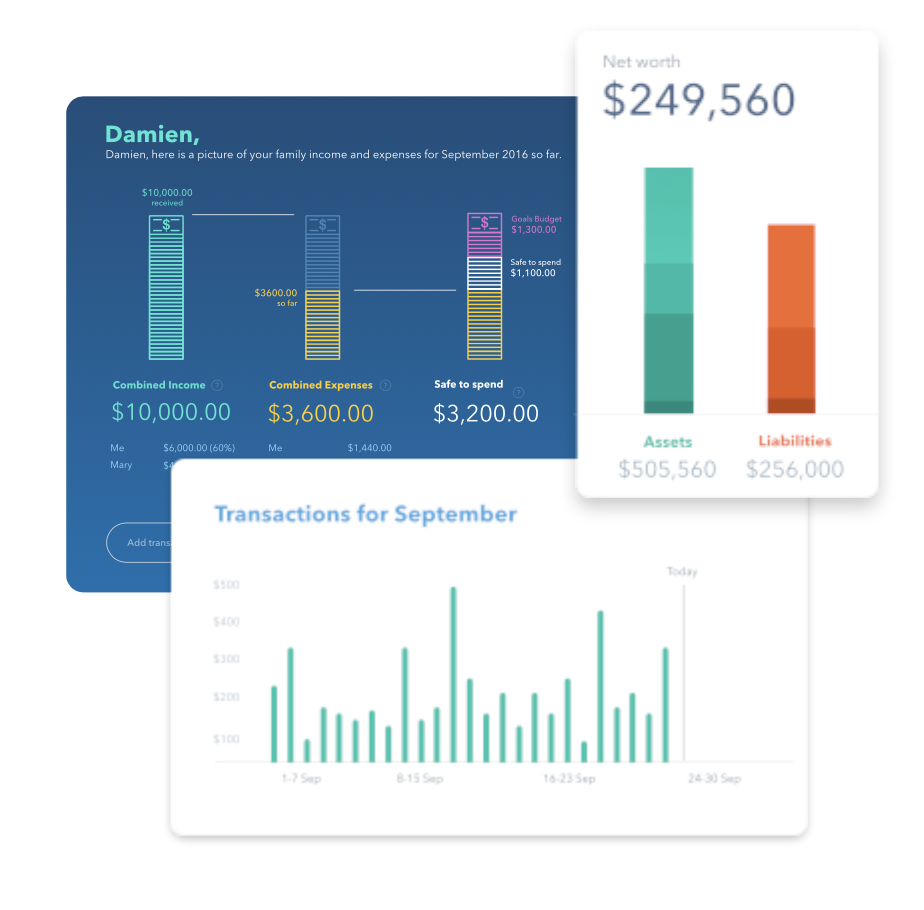 Net worth
$249,560
Assets
$505,560
Liabilities
$256,000
Damien,
Damien, here is a picture of your family income and expenses for September 2016 so far.
$10,000.00
received
$
$
$
$3600.00
so far
Goals Budget
$1,300.00
Safe to spend
$1,100.00
Combined Income ?
$10,000.00
Me $6,000.00 (60%)
Mary
Combined Expenses ?
$3,600.00
Me $1,440.00
Safe to spend ?
$3,200.00
Add
Transactions for September
Today
$500
$400
$300
$200
$100
1-7 Sep 8-15 Sep 16-23 Sep 24-30 Sep